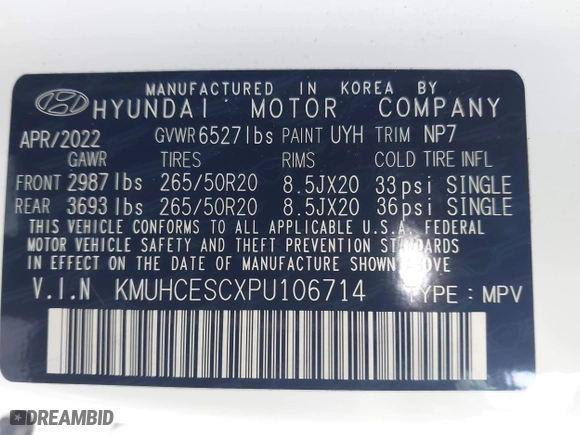 MANUFACTURED IN KOREA BY
HYUNDAI MOTOR COMPANY
APR/2022 GVWR 6527lbs PAINT UYH TRIM NP7
GAWR TIRES RIMS COLD TIRE INFL
FRONT 2987lbs 265/50R20 8.5JX20 33psi SINGLE
REAR 3693lbs 265/50R20 8.5JX20 36psi SINGLE
THIS VEHICLE CONFORMS TO ALL APPLICABLE U.S.A. FEDERAL
MOTOR VEHICLE SAFETY AND THEFT PREVENTION STANDARDS
IN EFFECT ON THE DATE OF MANUFACTURE SHOWN ABOVE
V.I.N KMUHCESCXPU106714 TYPE : MPV
DREAMBID